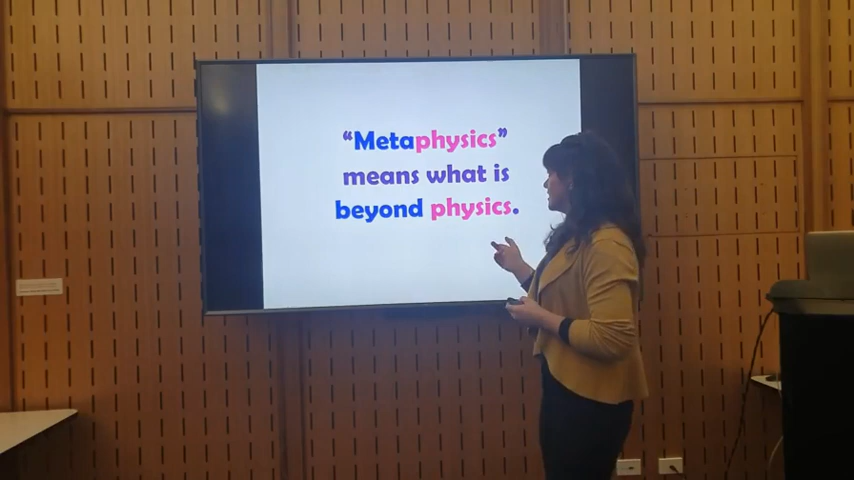 “Metaphysics”
means what is
beyond physics.